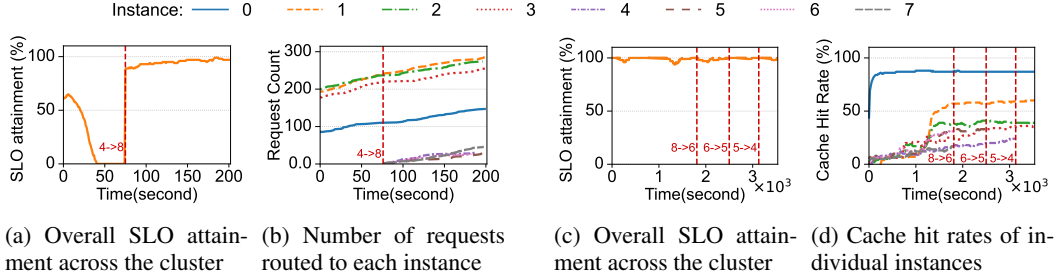 Instance: 0 1 2 3 4 5 6 7
SLO attainment (%)
100
50
0
4->8
0 50 100 150 200
Time(second)
Request Count
300
200
100
0.0
4->8
0 50 100 150 200
Time(second)
SLO attainment (%)
100
50
0
8->6 6->5 5->4
0 1 2 3
Time(second) ×10³
Cache Hit Rate (%)
100
50
0
8->6 6->5 5->4
0 1 2 3
Time(second) ×10³
(a) Overall SLO attain-
ment across the cluster
(b) Number of requests
routed to each instance
(c) Overall SLO attain-
ment across the cluster
(d) Cache hit rates of in-
dividual instances